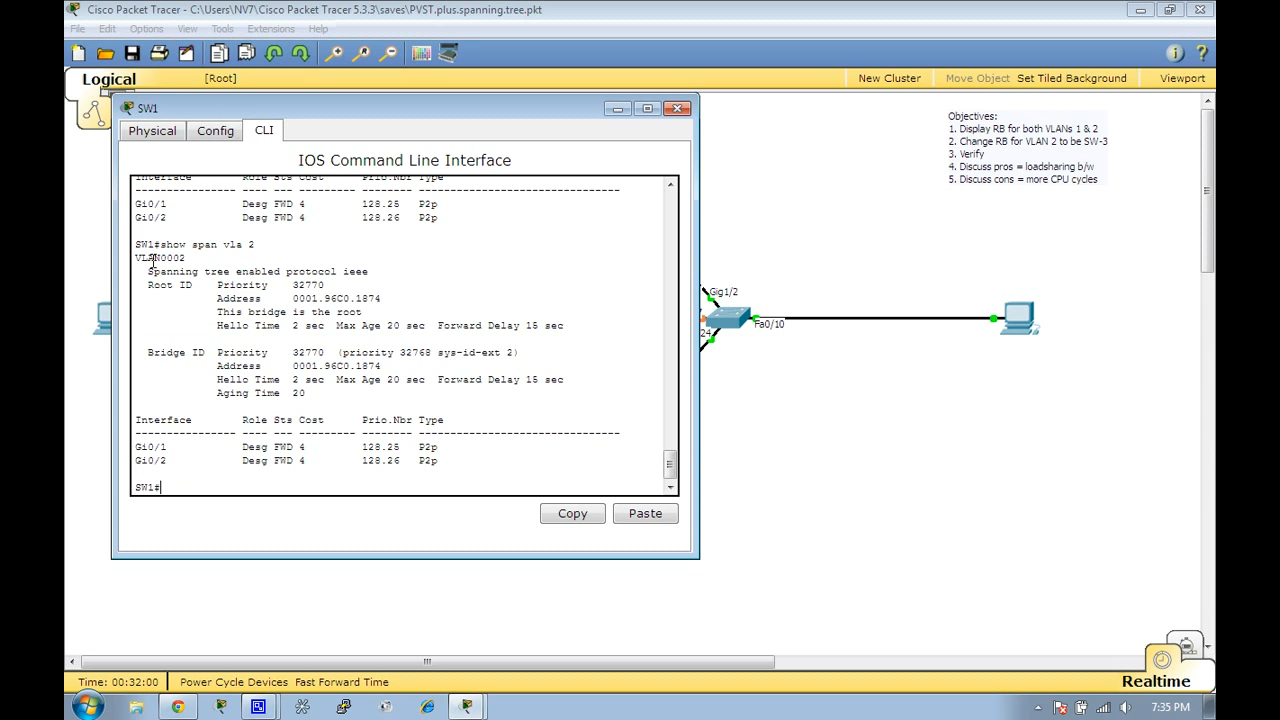 Cisco Packet Tracer - C:\Users\NV7\Cisco Packet Tracer 5.3.3\saves\PVST.plus.spanning.tree.pkt
File Edit Options View Tools Extensions Help
Logical [Root] New Cluster Move Object Set Tiled Background Viewport
SW1
Physical Config CLI
IOS Command Line Interface
Interface Role Sts Cost Prio.Nbr Type
---------------- ---- --- --------- -------- --------------------------------
Gi0/1 Desg FWD 4 128.25 P2p
Gi0/2 Desg FWD 4 128.26 P2p
SW1#show span vla 2
VLAN0002
Spanning tree enabled protocol ieee
Root ID Priority 32770
Address 0001.96C0.1874
This bridge is the root
Hello Time 2 sec Max Age 20 sec Forward Delay 15 sec
Bridge ID Priority 32770 (priority 32768 sys-id-ext 2)
Address 0001.96C0.1874
Hello Time 2 sec Max Age 20 sec Forward Delay 15 sec
Aging Time 20
Interface Role Sts Cost Prio.Nbr Type
---------------- ---- --- --------- -------- --------------------------------
Gi0/1 Desg FWD 4 128.25 P2p
Gi0/2 Desg FWD 4 128.26 P2p
SW1#
Copy Paste
Objectives:
1. Display RB for both VLANs 1 & 2
2. Change RB for VLAN 2 to be SW-3
3. Verify
4. Discuss pros = loadsharing b/w
5. Discuss cons = more CPU cycles
Gig1/2
Fa0/10
24
Time: 00:32:00 Power Cycle Devices Fast Forward Time
Realtime
7:35 PM